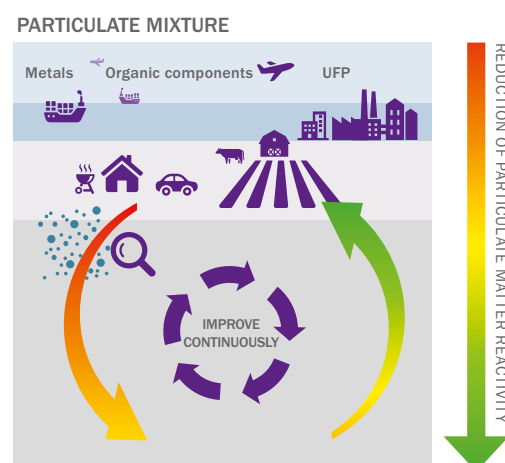 PARTICULATE MIXTURE
Metals Organic components UFP
IMPROVE
CONTINUOUSLY
REDUCTION OF PARTICULATE MATTER REACTIVITY